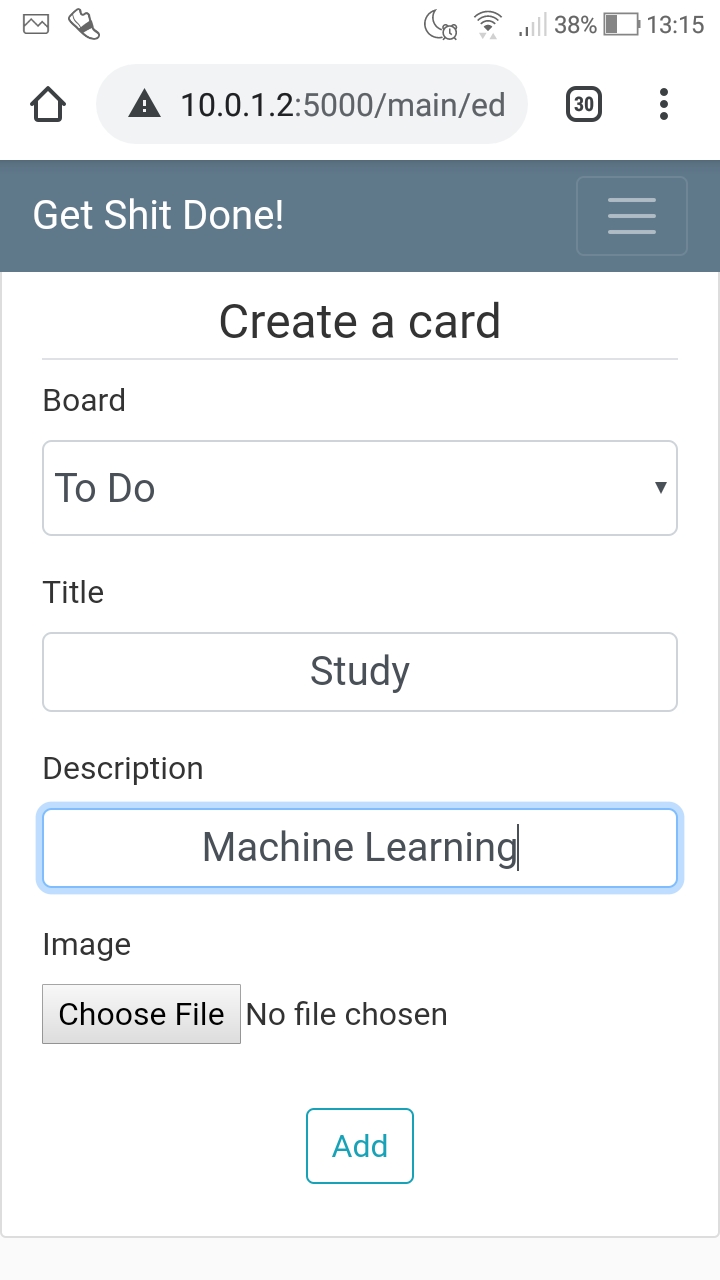 38% 13:15
10.0.1.2:5000/main/ed 30
Get Shit Done!
Create a card
Board
To Do
Title
Study
Description
Machine Learning
Image
Choose File No file chosen
Add